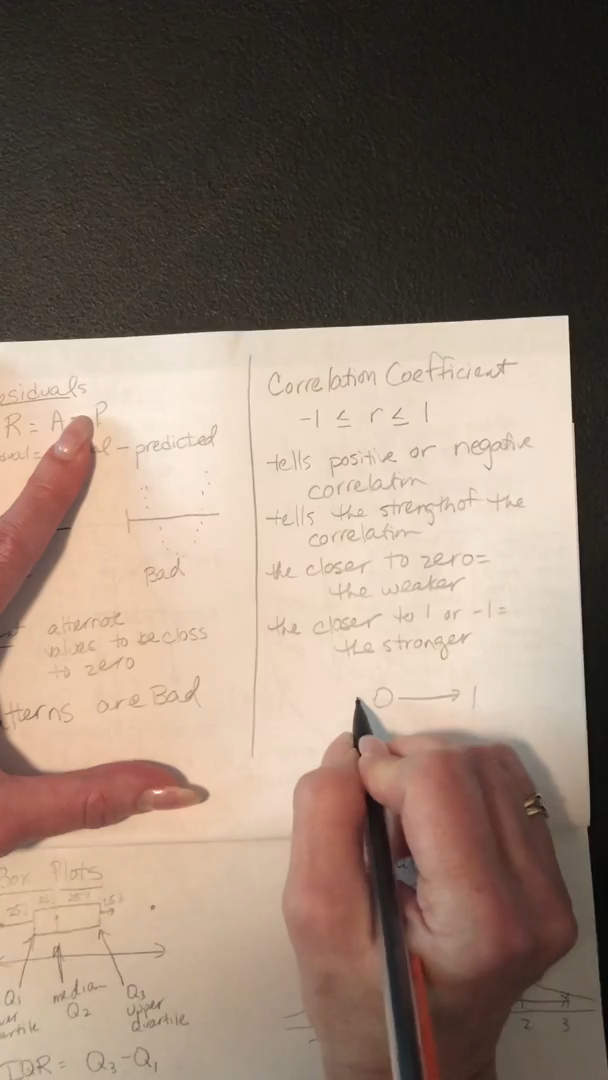 esiduals
R = A - P
ual = al - predicted
Bad
alternate
values to be close
to zero
tterns are Bad
Correlation Coefficient
-1 ≤ r ≤ 1
tells positive or negative
correlation
tells the strength of the
correlation
the closer to zero =
the weaker
the closer to 1 or -1 =
the stronger
0 → 1
Box Plots
Q1 median Q3
Q2 upper
quartile
artile
IQR = Q3 - Q1
2 3